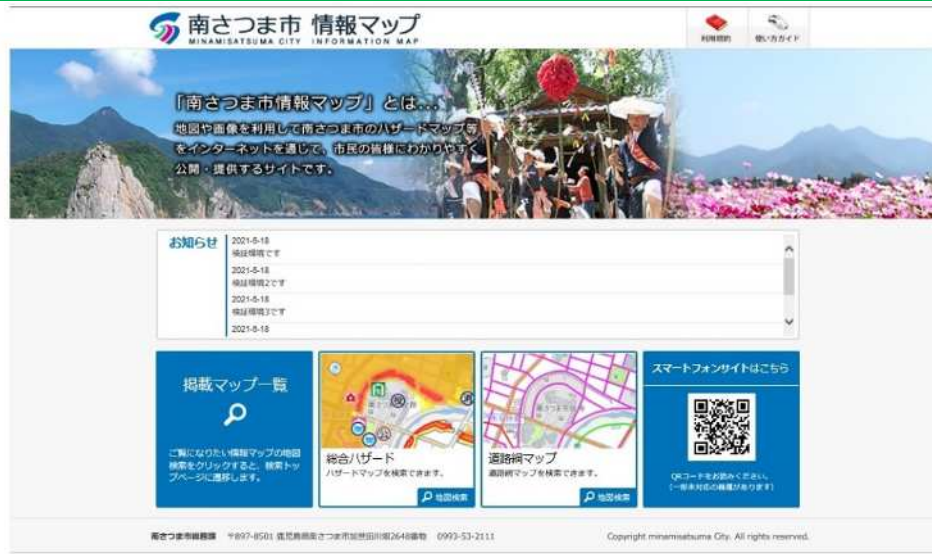 南さつま市 情報マップ
MINAMISATSUMA CITY INFORMATION MAP
利用規約
使い方ガイド
「南さつま市情報マップ」とは...
地図や画像を利用して南さつま市のハザードマップ等
をインターネットを通じて、市民の皆様にわかりやすく
公開・提供するサイトです。
お知らせ
2021-5-18
検証環境です
2021-5-18
検証環境2です
2021-5-18
検証環境3です
2021-5-18
掲載マップ一覧
ご覧になりたい情報マップの地図
検索をクリックすると、検索トッ
プページに遷移します。
総合ハザード
ハザードマップを検索できます。
地図検索
道路網マップ
道路網マップを検索できます。
地図検索
スマートフォンサイトはこちら
QRコードをお読みください。
(一部未対応の機種があります)
南さつま市総務課 〒897-8501 鹿児島県南さつま市加世田川畑2648番地 0993-53-2111
Copyright minamisatsuma City. All rights reserved.